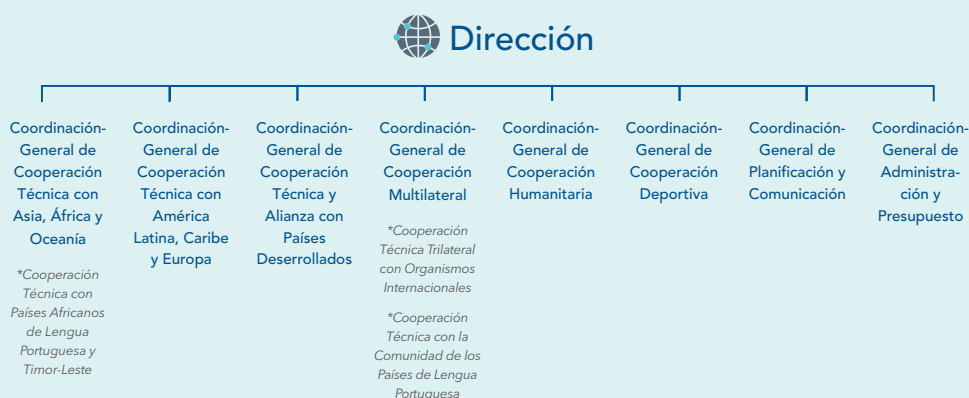 Dirección
Coordinación-
General de
Cooperación
Técnica con
Asia, África y
Oceanía
*Cooperación
Técnica con
Países Africanos
de Lengua
Portuguesa y
Timor-Leste
Coordinación-
General de
Cooperación
Técnica con
América
Latina, Caribe
y Europa
Coordinación-
General de
Cooperación
Técnica y
Alianza con
Países
Deserrollados
Coordinación-
General de
Cooperación
Multilateral
*Cooperación
Técnica Trilateral
con Organismos
Internacionales
*Cooperación
Técnica con la
Comunidad de los
Países de Lengua
Portuguesa
Coordinación-
General de
Cooperación
Humanitaria
Coordinación-
General de
Cooperación
Deportiva
Coordinación-
General de
Planificación y
Comunicación
Coordinación-
General de
Administra-
ción y
Presupuesto